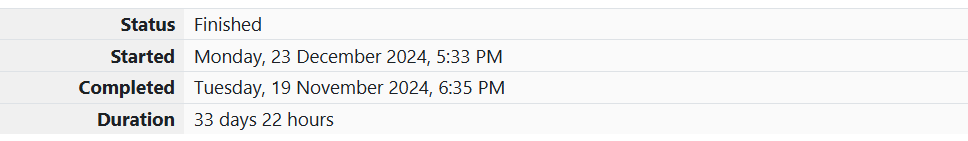 Status Finished
Started Monday, 23 December 2024, 5:33 PM
Completed Tuesday, 19 November 2024, 6:35 PM
Duration 33 days 22 hours